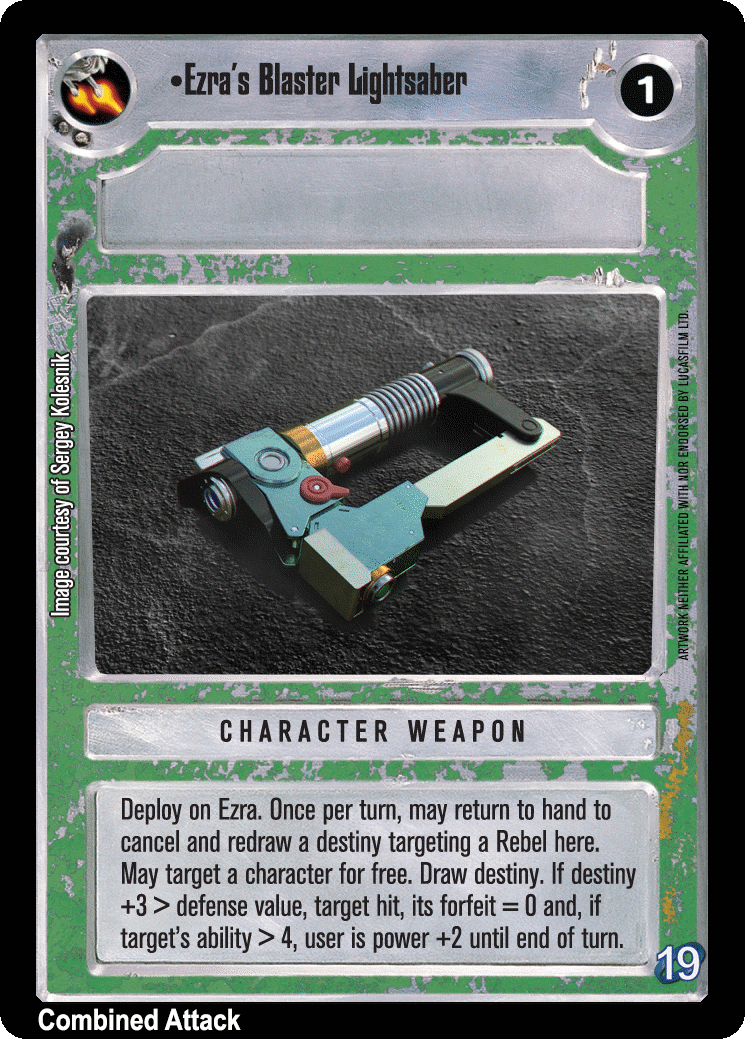 •Ezra's Blaster Lightsaber
1
Image courtesy of Sergey Kolesnik
ARTWORK NEITHER AFFILIATED WITH NOR ENDORSED BY LUCASFILM LTD.
CHARACTER WEAPON
Deploy on Ezra. Once per turn, may return to hand to
cancel and redraw a destiny targeting a Rebel here.
May target a character for free. Draw destiny. If destiny
+3 > defense value, target hit, its forfeit = 0 and, if
target's ability > 4, user is power +2 until end of turn.
19
Combined Attack